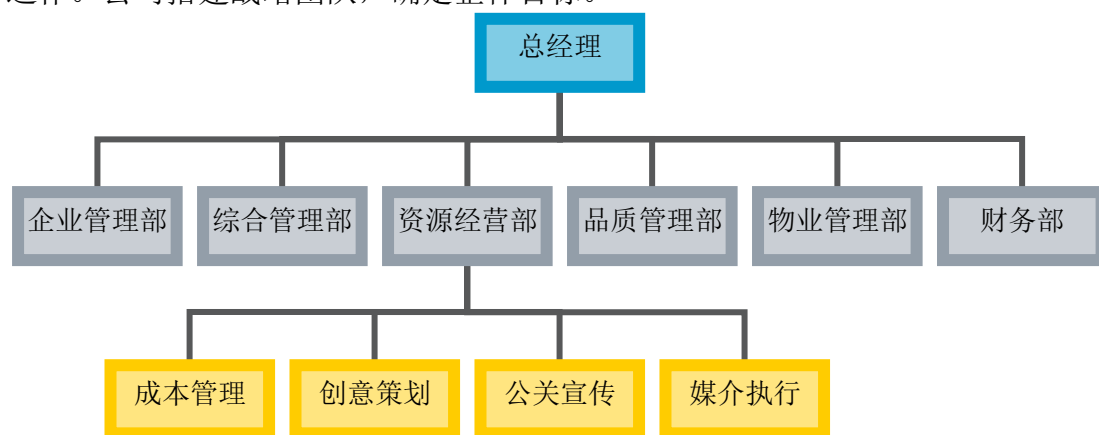 总经理
企业管理部 综合管理部 资源经营部 品质管理部 物业管理部 财务部
成本管理 创意策划 公关宣传 媒介执行